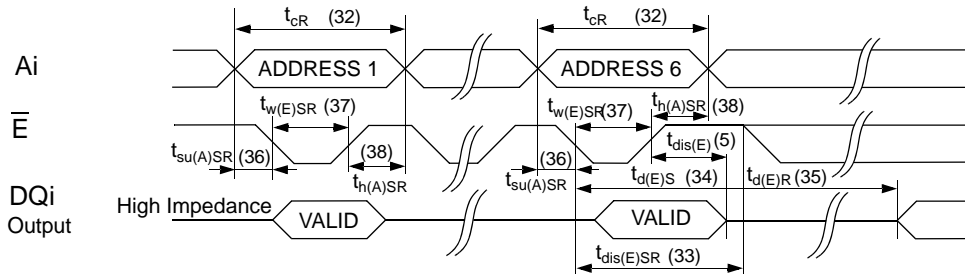 tcR (32) tcR (32)
Ai ADDRESS 1 ADDRESS 6
tw(E)SR (37) tw(E)SR (37) th(A)SR (38)
E
tsu(A)SR (36) (38) th(A)SR tsu(A)SR (36) tdis(E) (5)
td(E)S (34) td(E)R (35)
DQi
Output High Impedance VALID VALID
tdis(E)SR (33)